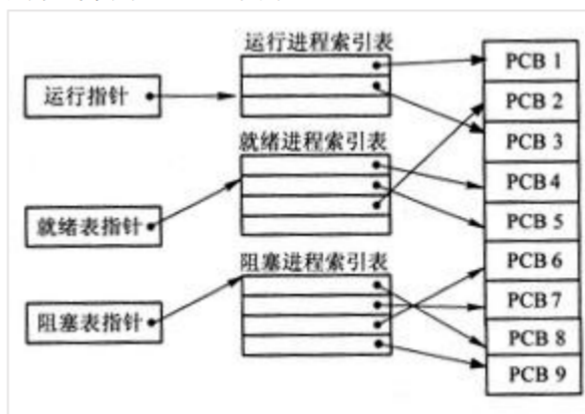 运行进程索引表
运行指针
就绪进程索引表
就绪表指针
阻塞进程索引表
阻塞表指针
PCB 1
PCB 2
PCB 3
PCB 4
PCB 5
PCB 6
PCB 7
PCB 8
PCB 9